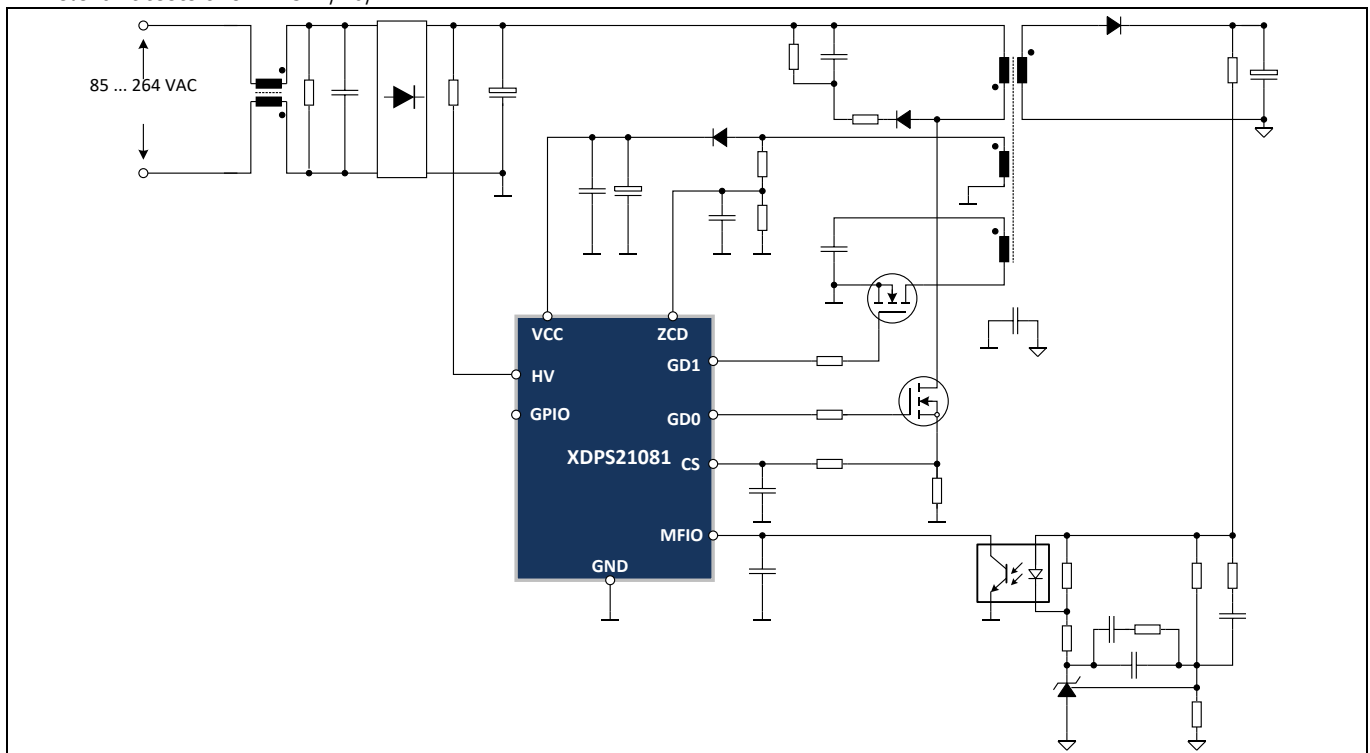 85 ... 264 VAC
VCC
ZCD
GD1
HV
GPIO
GD0
XDPS21081
CS
MFIO
GND